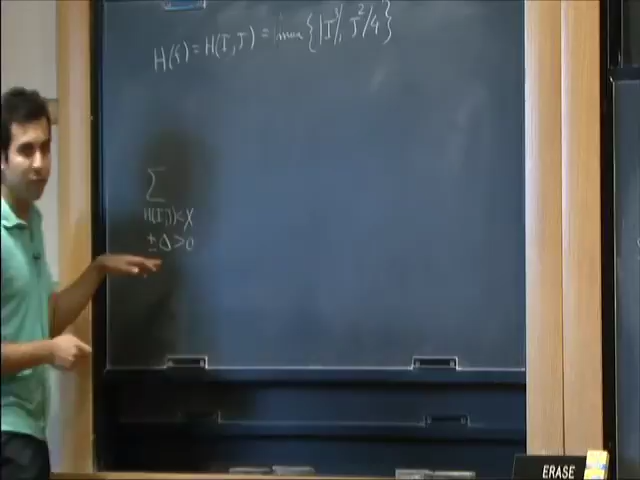 H(f) = H(I,J) = max {|I|³, J²/4}
Σ
H(I,J)<X
±Δ>0
ERASE